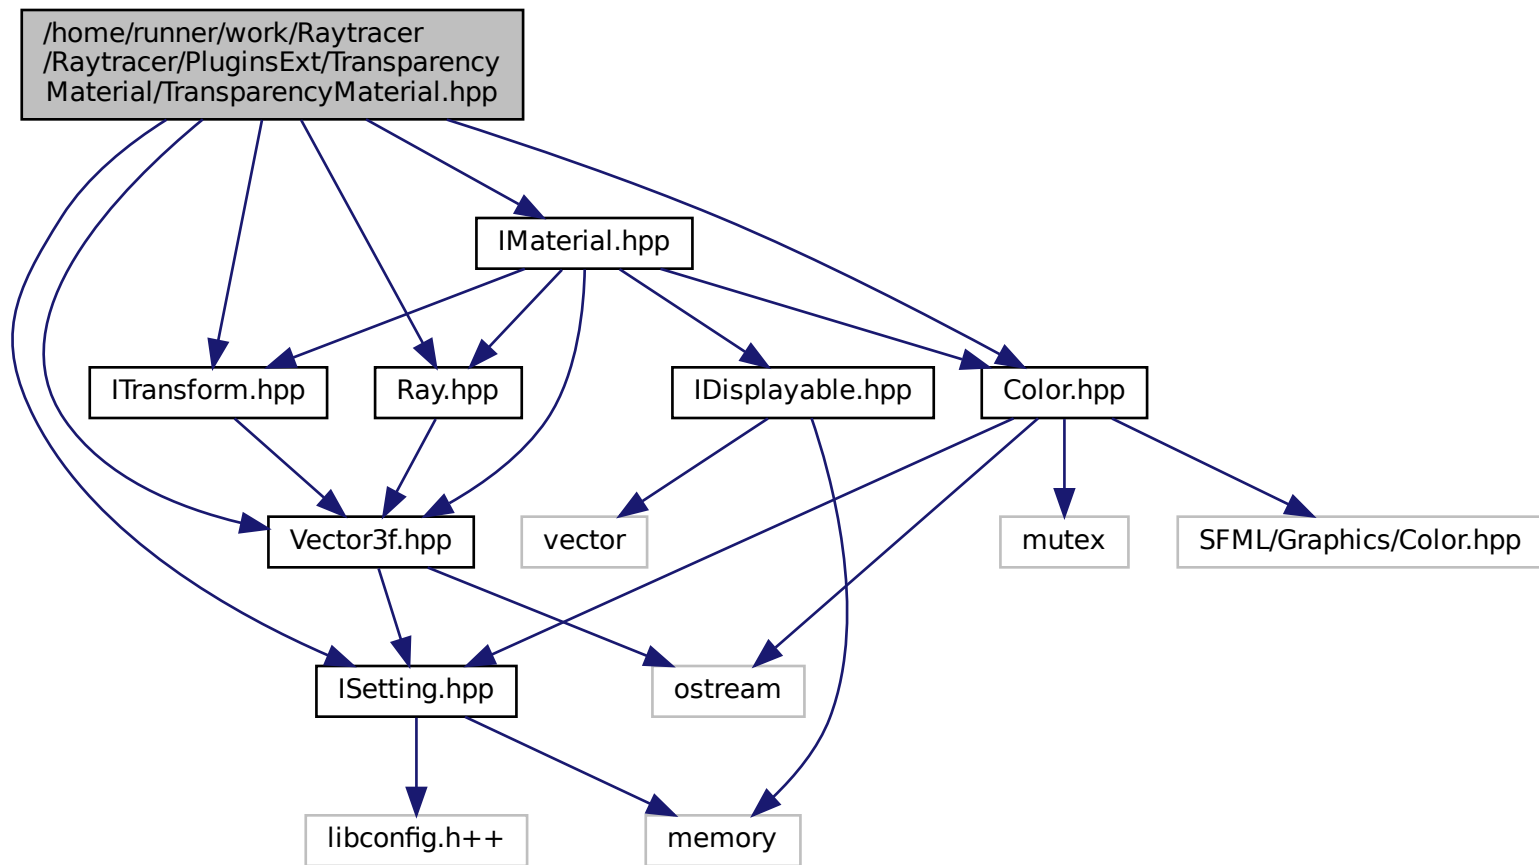 /home/runner/work/Raytracer
/Raytracer/PluginsExt/Transparency
Material/TransparencyMaterial.hpp
IMaterial.hpp
ITransform.hpp
Ray.hpp
IDisplayable.hpp
Color.hpp
Vector3f.hpp
vector
mutex
SFML/Graphics/Color.hpp
ISetting.hpp
ostream
libconfig.h++
memory